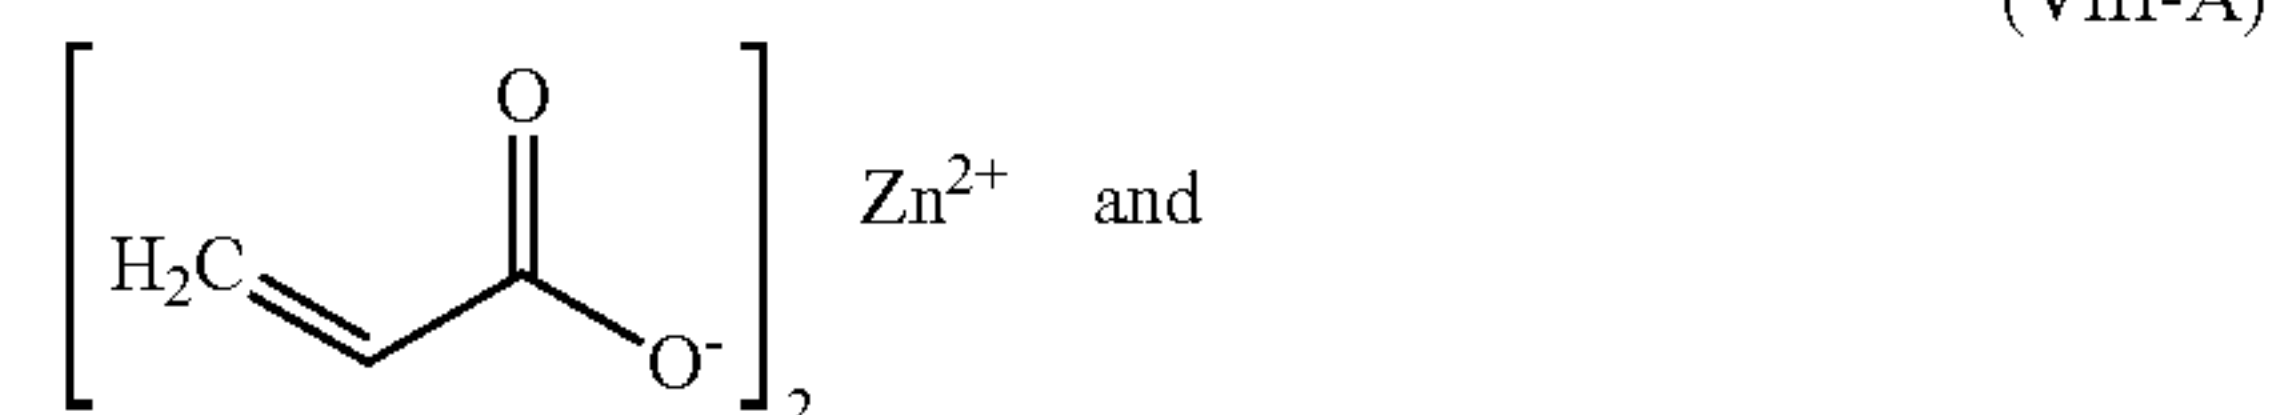 (VIII-A)
O
Zn2+ and
H2C
O-
2